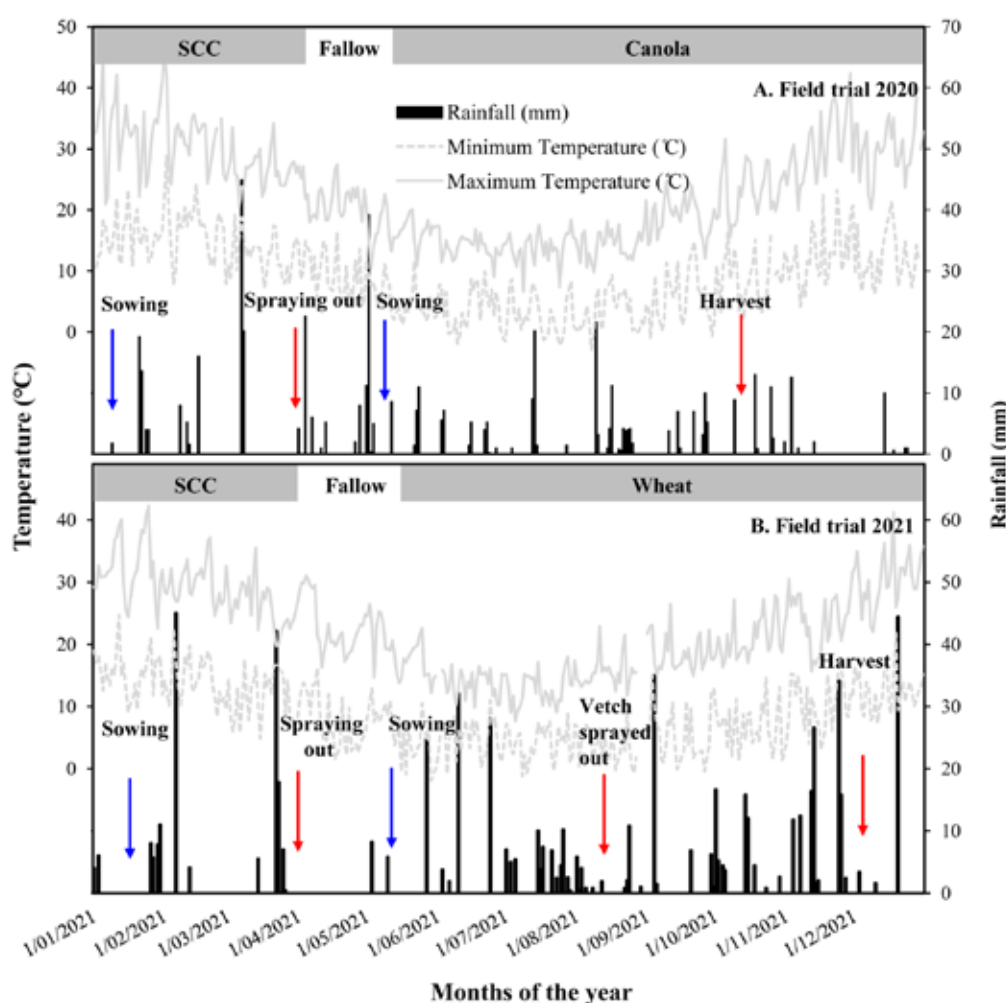 50
70
SCC
Fallow
Canola
40
60
A. Field trial 2020
Rainfall (mm)
30
50
Minimum Temperature (℃)
Maximum Temperature (℃)
20
40
10
30
Sowing
Spraying out
Sowing
Harvest
0
20
10
0
Temperature (℃)
Rainfall (mm)
SCC
Fallow
Wheat
40
60
B. Field trial 2021
30
50
20
40
Harvest
10
30
Sowing
Spraying
out
Sowing
Vetch
sprayed
out
0
20
10
0
1/01/2021
1/02/2021
1/03/2021
1/04/2021
1/05/2021
1/06/2021
1/07/2021
1/08/2021
1/09/2021
1/10/2021
1/11/2021
1/12/2021
Months of the year